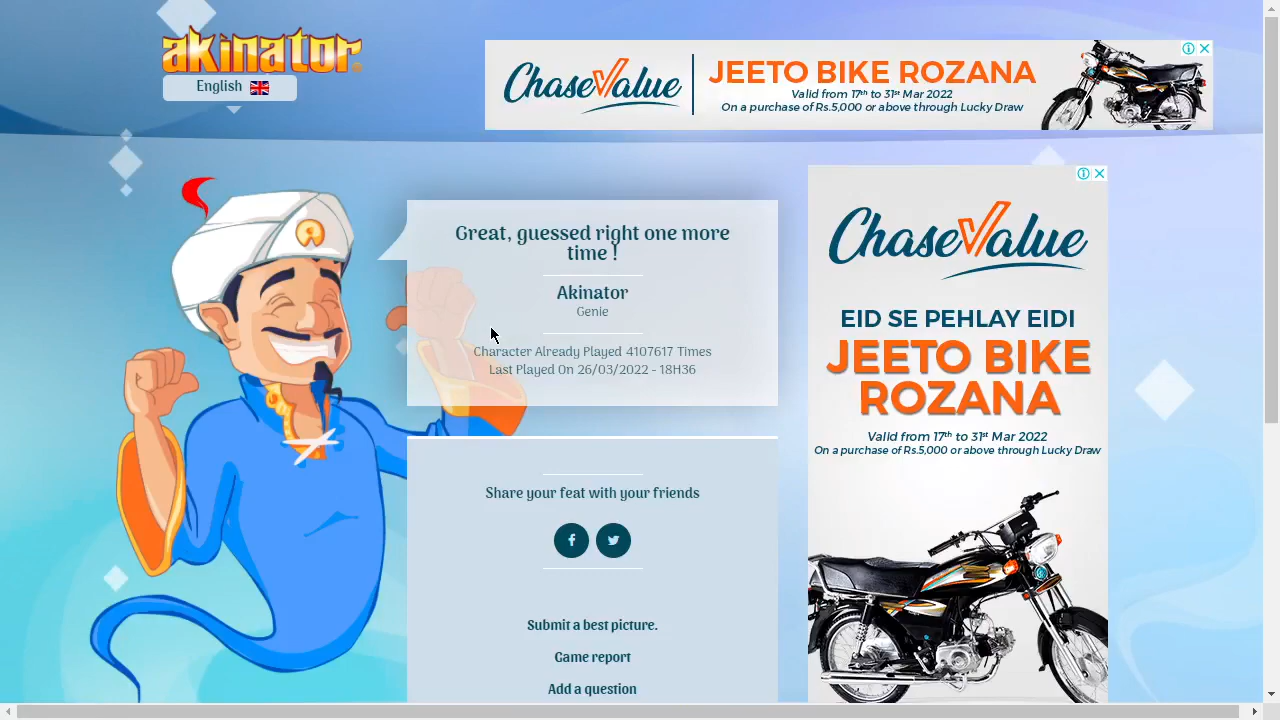 akinator
English
ChaseValue
JEETO BIKE ROZANA
Valid from 17th to 31st Mar 2022
On a purchase of Rs.5,000 or above through Lucky Draw
Great, guessed right one more
time !
Akinator
Genie
Character Already Played 4107617 Times
Last Played On 26/03/2022 - 18H36
Share your feat with your friends
Submit a best picture.
Game report
Add a question
ChaseValue
EID SE PEHLAY EIDI
JEETO BIKE
ROZANA
Valid from 17th to 31st Mar 2022
On a purchase of Rs.5,000 or above through Lucky Draw